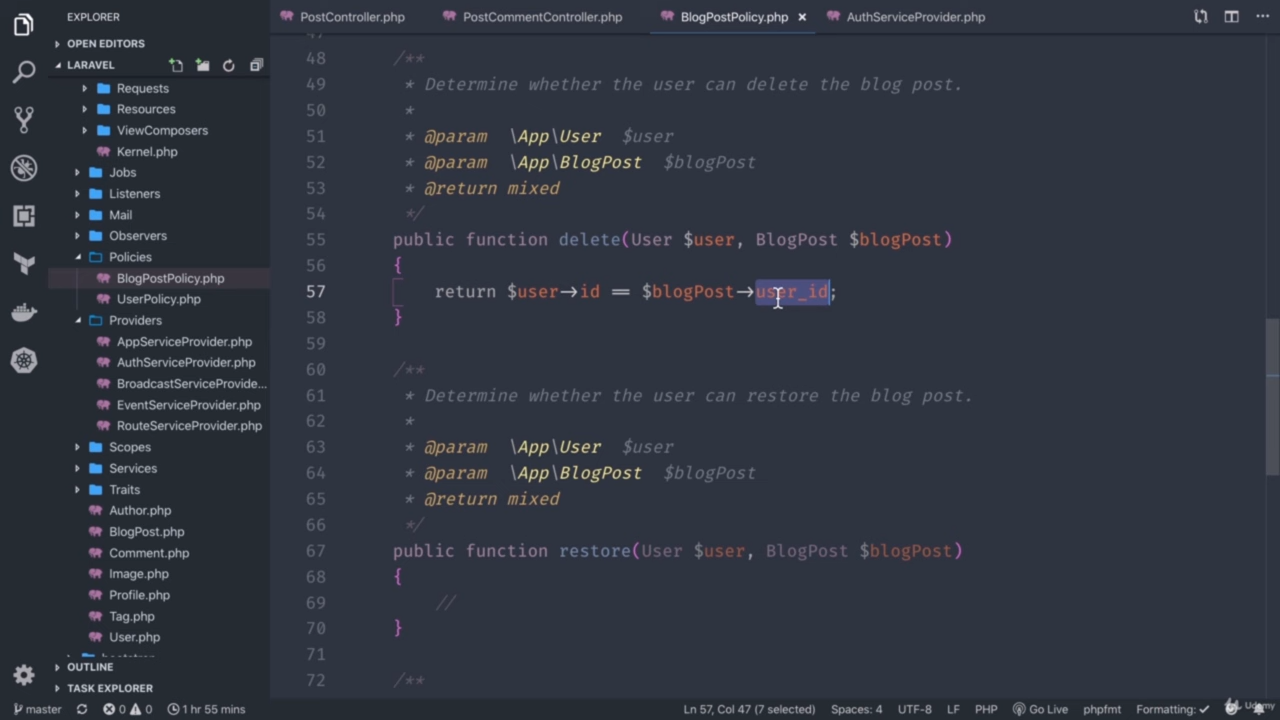 EXPLORER
OPEN EDITORS
LARAVEL
Requests
Resources
ViewComposers
Kernel.php
Jobs
Listeners
Mail
Observers
Policies
BlogPostPolicy.php
UserPolicy.php
Providers
AppServiceProvider.php
AuthServiceProvider.php
BroadcastServiceProvide...
EventServiceProvider.php
RouteServiceProvider.php
Scopes
Services
Traits
Author.php
BlogPost.php
Comment.php
Image.php
Profile.php
Tag.php
User.php
OUTLINE
TASK EXPLORER
PostController.php PostCommentController.php BlogPostPolicy.php × AuthServiceProvider.php
47
48 /**
49 * Determine whether the user can delete the blog post.
50 *
51 * @param \App\User $user
52 * @param \App\BlogPost $blogPost
53 * @return mixed
54 */
55 public function delete(User $user, BlogPost $blogPost)
56 {
57 return $user->id == $blogPost->user_id;
58 }
59
60 /**
61 * Determine whether the user can restore the blog post.
62 *
63 * @param \App\User $user
64 * @param \App\BlogPost $blogPost
65 * @return mixed
66 */
67 public function restore(User $user, BlogPost $blogPost)
68 {
69 //
70 }
71
72 /**
master 0 0 1 hr 55 mins Ln 57, Col 47 (7 selected) Spaces: 4 UTF-8 LF PHP Go Live phpfmt Formatting: ✓ Udemy